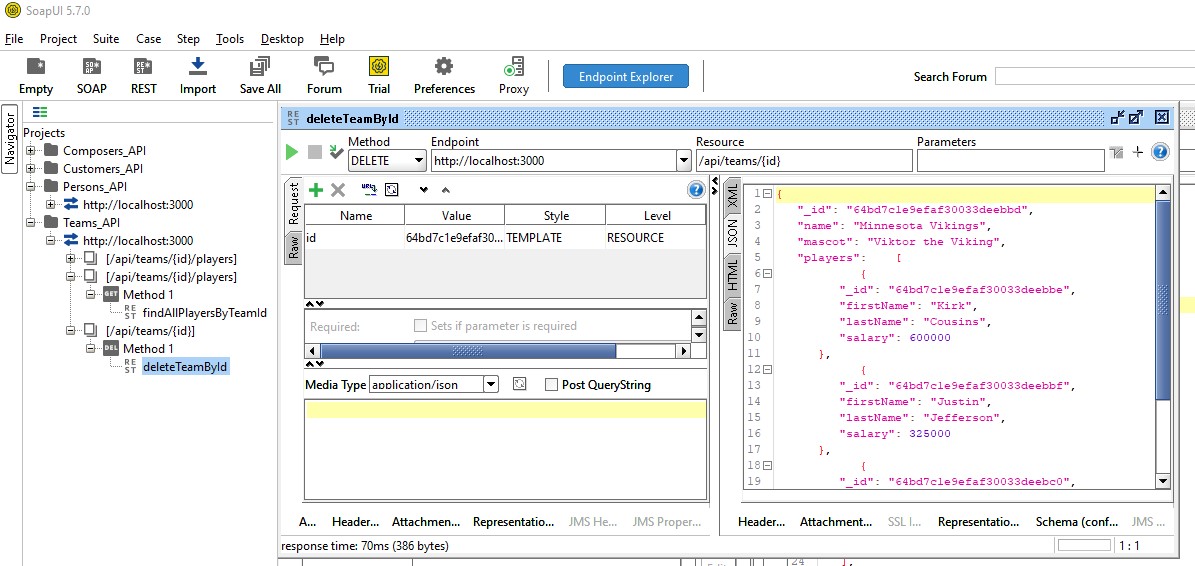 SoapUI 5.7.0
File Project Suite Case Step Tools Desktop Help
Empty SOAP REST Import Save All Forum Trial Preferences Proxy Endpoint Explorer Search Forum
Navigator
Projects
Composers_API
Customers_API
Persons_API
http://localhost:3000
Teams_API
http://localhost:3000
[/api/teams/{id}/players]
[/api/teams/{id}/players]
GET Method 1
REST findAllPlayersByTeamId
[/api/teams/{id}]
DEL Method 1
REST deleteTeamById
REST deleteTeamById
Method Endpoint Resource Parameters
DELETE http://localhost:3000 /api/teams/{id}
Request
Raw
Name Value Style Level
id 64bd7c1e9efaf30... TEMPLATE RESOURCE
Required: Sets if parameter is required
Media Type application/json Post QueryString
A... Header... Attachmen... Representatio... JMS He... JMS Proper...
response time: 70ms (386 bytes)
XML
JSON
HTML
Raw
1 {
2 "_id": "64bd7c1e9efaf30033deebbd",
3 "name": "Minnesota Vikings",
4 "mascot": "Viktor the Viking",
5 "players": [
6 {
7 "_id": "64bd7c1e9efaf30033deebbe",
8 "firstName": "Kirk",
9 "lastName": "Cousins",
10 "salary": 600000
11 },
12 {
13 "_id": "64bd7c1e9efaf30033deebbf",
14 "firstName": "Justin",
15 "lastName": "Jefferson",
16 "salary": 325000
17 },
18 {
19 "_id": "64bd7c1e9efaf30033deebc0",
Header... Attachment... SSL I... Representatio... Schema (conf... JMS ...
1 : 1
24